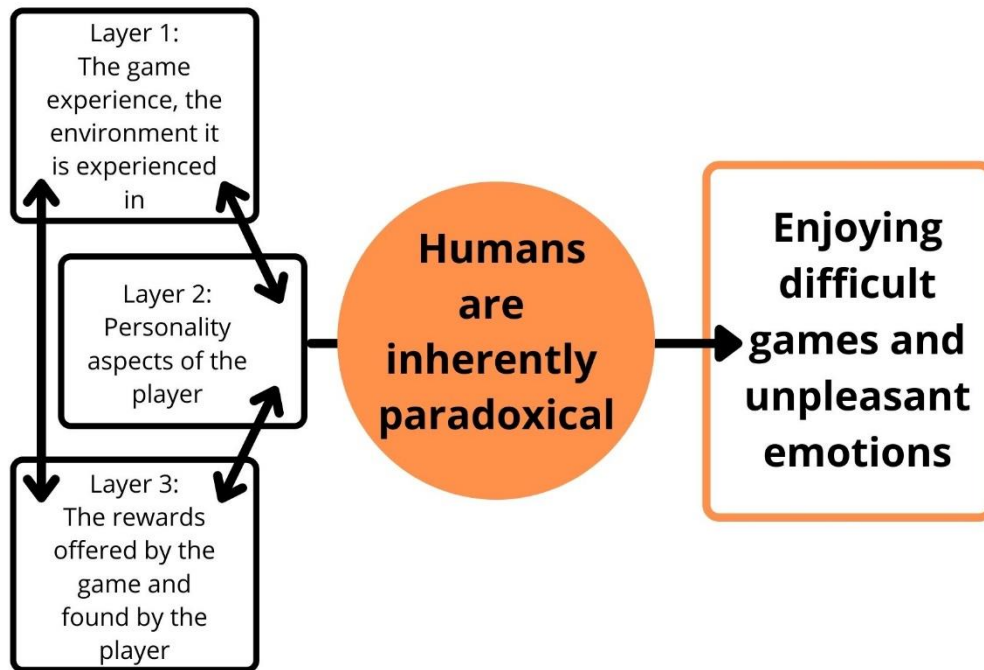 Layer 1:
The game
experience, the
environment it
is experienced
in
Layer 2:
Personality
aspects of the
player
Layer 3:
The rewards
offered by the
game and
found by the
player
Humans
are
inherently
paradoxical
Enjoying
difficult
games and
unpleasant
emotions